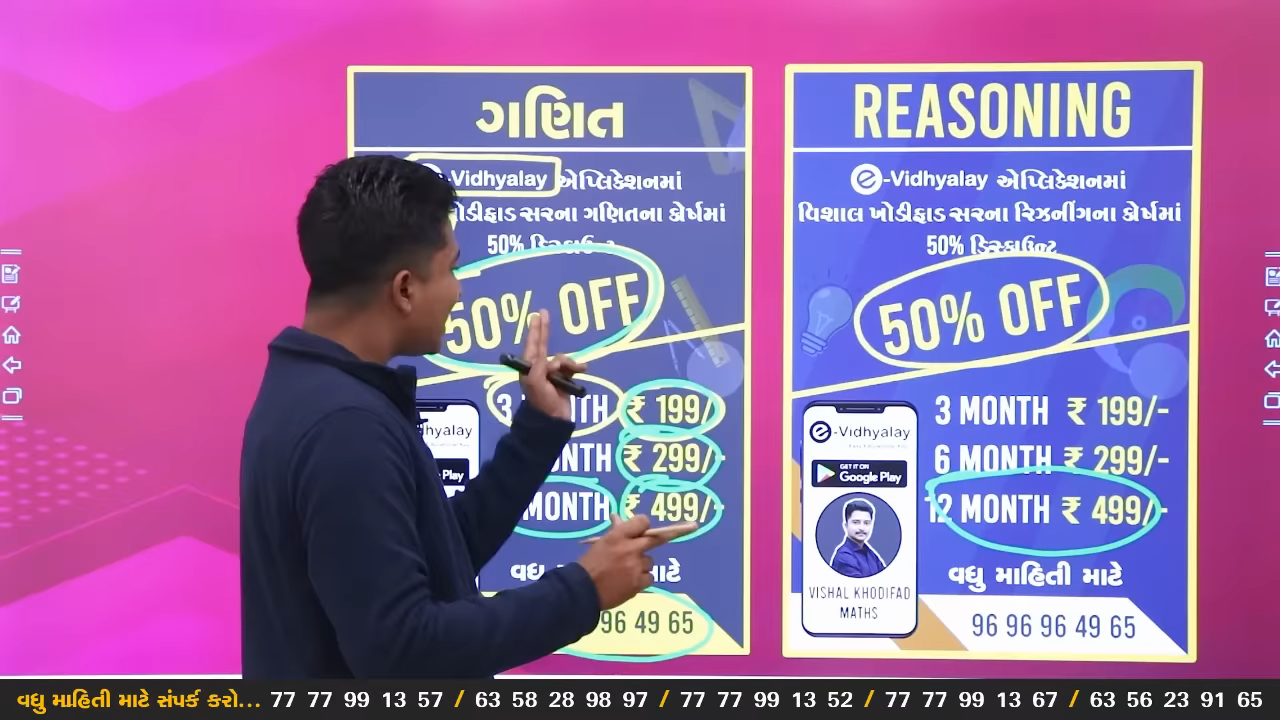 ગણિત
e-Vidhyalay એપ્લિકેશનમાં
ખોડીફાડ સરના ગણિતના કોર્ષમાં
50% ડિસ્કાઉન્ટ
50% OFF
3 MONTH ₹ 199/-
₹ 299/-
MONTH ₹ 499/-
વધુ
માટે
96 49 65
REASONING
e-Vidhyalay એપ્લિકેશનમાં
વિશાલ ખોડીફાડ સરના રિઝનીંગના કોર્ષમાં
50% ડિસ્કાઉન્ટ
50% OFF
e-Vidhyalay
GET IT ON
Google Play
VISHAL KHODIFAD
MATHS
3 MONTH ₹ 199/-
6 MONTH ₹ 299/-
12 MONTH ₹ 499/-
વધુ માહિતી માટે
96 96 96 49 65
વધુ માહિતી માટે સંપર્ક કરો... 77 77 99 13 57 / 63 58 28 98 97 / 77 77 99 13 52 / 77 77 99 13 67 / 63 56 23 91 65